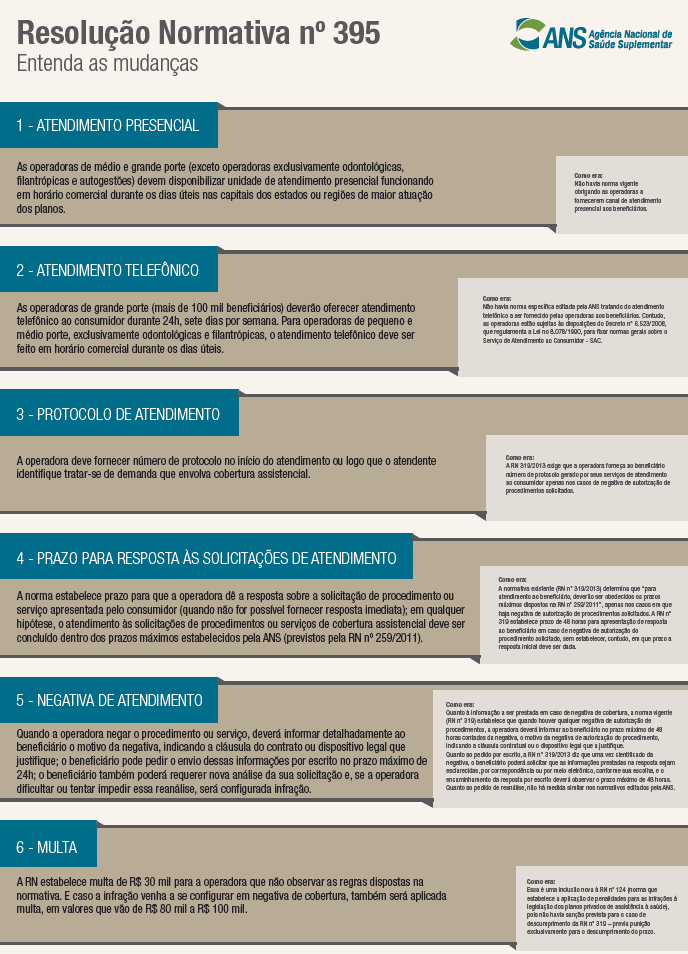 Resolução Normativa nº 395
Entenda as mudanças
ANS Agência Nacional de
Saúde Suplementar
1 - ATENDIMENTO PRESENCIAL
As operadoras de médio e grande porte (exceto operadoras exclusivamente odontológicas,
filantrópicas e autogestões) devem disponibilizar unidade de atendimento presencial funcionando
em horário comercial durante os dias úteis nas capitais dos estados ou regiões de maior atuação
dos planos.
Como era:
Não havia norma vigente
obrigando as operadoras a
fornecerem canal de atendimento
presencial aos beneficiários.
2 - ATENDIMENTO TELEFÔNICO
As operadoras de grande porte (mais de 100 mil beneficiários) deverão oferecer atendimento
telefônico ao consumidor durante 24h, sete dias por semana. Para operadoras de pequeno e
médio porte, exclusivamente odontológicas e filantrópicas, o atendimento telefônico deve ser
feito em horário comercial durante os dias úteis.
Como era:
Não havia norma específica editada pela ANS tratando do atendimento
telefônico a ser fornecido pelas operadoras aos beneficiários. Contudo,
as operadoras estão sujeitas às disposições do Decreto nº 6.523/2008,
que regulamenta a Lei no 8.078/1990, para fixar normas gerais sobre o
Serviço de Atendimento ao Consumidor - SAC.
3 - PROTOCOLO DE ATENDIMENTO
A operadora deve fornecer número de protocolo no início do atendimento ou logo que o atendente
identifique tratar-se de demanda que envolva cobertura assistencial.
Como era:
A RN 319/2013 exige que a operadora forneça ao beneficiário
número de protocolo gerado por seus serviços de atendimento
ao consumidor apenas nos casos de negativa de autorização de
procedimentos solicitados.
4 - PRAZO PARA RESPOSTA ÀS SOLICITAÇÕES DE ATENDIMENTO
A norma estabelece prazo para que a operadora dê a resposta sobre a solicitação de procedimento ou
serviço apresentada pelo consumidor (quando não for possível fornecer resposta imediata); em qualquer
hipótese, o atendimento às solicitações de procedimentos ou serviços de cobertura assistencial deve ser
concluído dentro dos prazos máximos estabelecidos pela ANS (previstos pela RN nº 259/2011).
Como era:
A normativa existente (RN nº 319/2013) determina que "para
atendimento ao beneficiário, deverão ser obedecidos os prazos
máximos dispostos na RN nº 259/2011", apenas nos casos em que
haja negativa de autorização de procedimentos solicitados. A RN nº
319 estabelece prazo de 48 horas para apresentação de resposta
ao beneficiário em caso de negativa de autorização do
procedimento solicitado, sem estabelecer, contudo, em que prazo a
resposta inicial deve ser dada.
5 - NEGATIVA DE ATENDIMENTO
Quando a operadora negar o procedimento ou serviço, deverá informar detalhadamente ao
beneficiário o motivo da negativa, indicando a cláusula do contrato ou dispositivo legal que
justifique; o beneficiário pode pedir o envio dessas informações por escrito no prazo máximo de
24h; o beneficiário também poderá requerer nova análise da sua solicitação e, se a operadora
dificultar ou tentar impedir essa reanálise, será configurada infração.
Como era:
Quanto à informação a ser prestada em caso de negativa de cobertura, a norma vigente
(RN nº 319) estabelece que quando houver qualquer negativa de autorização de
procedimentos, a operadora deverá informar ao beneficiário no prazo máximo de 48
horas contados da negativa, o motivo da negativa de autorização do procedimento,
indicando a cláusula contratual ou o dispositivo legal que a justifique.
Quanto ao pedido por escrito, a RN nº 319/2013 diz que uma vez cientificado da
negativa, o beneficiário poderá solicitar que as informações prestadas na resposta sejam
esclarecidas, por correspondência ou por meio eletrônico, conforme sua escolha, e o
encaminhamento da resposta por escrito deverá observar o prazo máximo de 48 horas.
Quanto ao pedido de reanálise, não há medida similar nos normativos editados pela ANS.
6 - MULTA
A RN estabelece multa de R$ 30 mil para a operadora que não observar as regras dispostas na
normativa. E caso a infração venha a se configurar em negativa de cobertura, também será aplicada
multa, em valores que vão de R$ 80 mil a R$ 100 mil.
Como era:
Essa é uma inclusão nova à RN nº 124 (norma que
estabelece a aplicação de penalidades para as infrações à
legislação dos planos privados de assistência à saúde),
pois não havia sanção prevista para o caso de
descumprimento da RN nº 319 – previa punição
exclusivamente para o descumprimento do prazo.